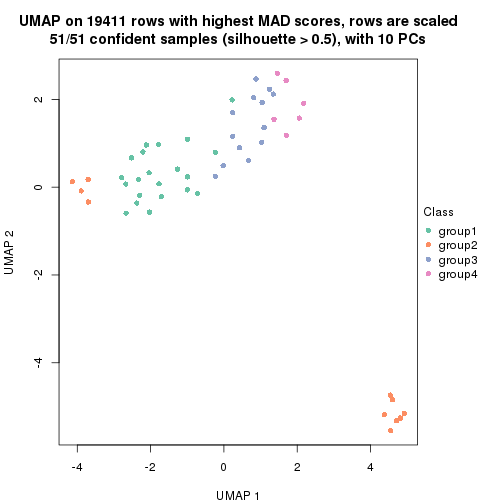 UMAP on 19411 rows with highest MAD scores, rows are scaled
51/51 confident samples (silhouette > 0.5), with 10 PCs
2
0
-2
-4
UMAP 2
-4
-2
0
2
4
UMAP 1
Class
group1
group2
group3
group4